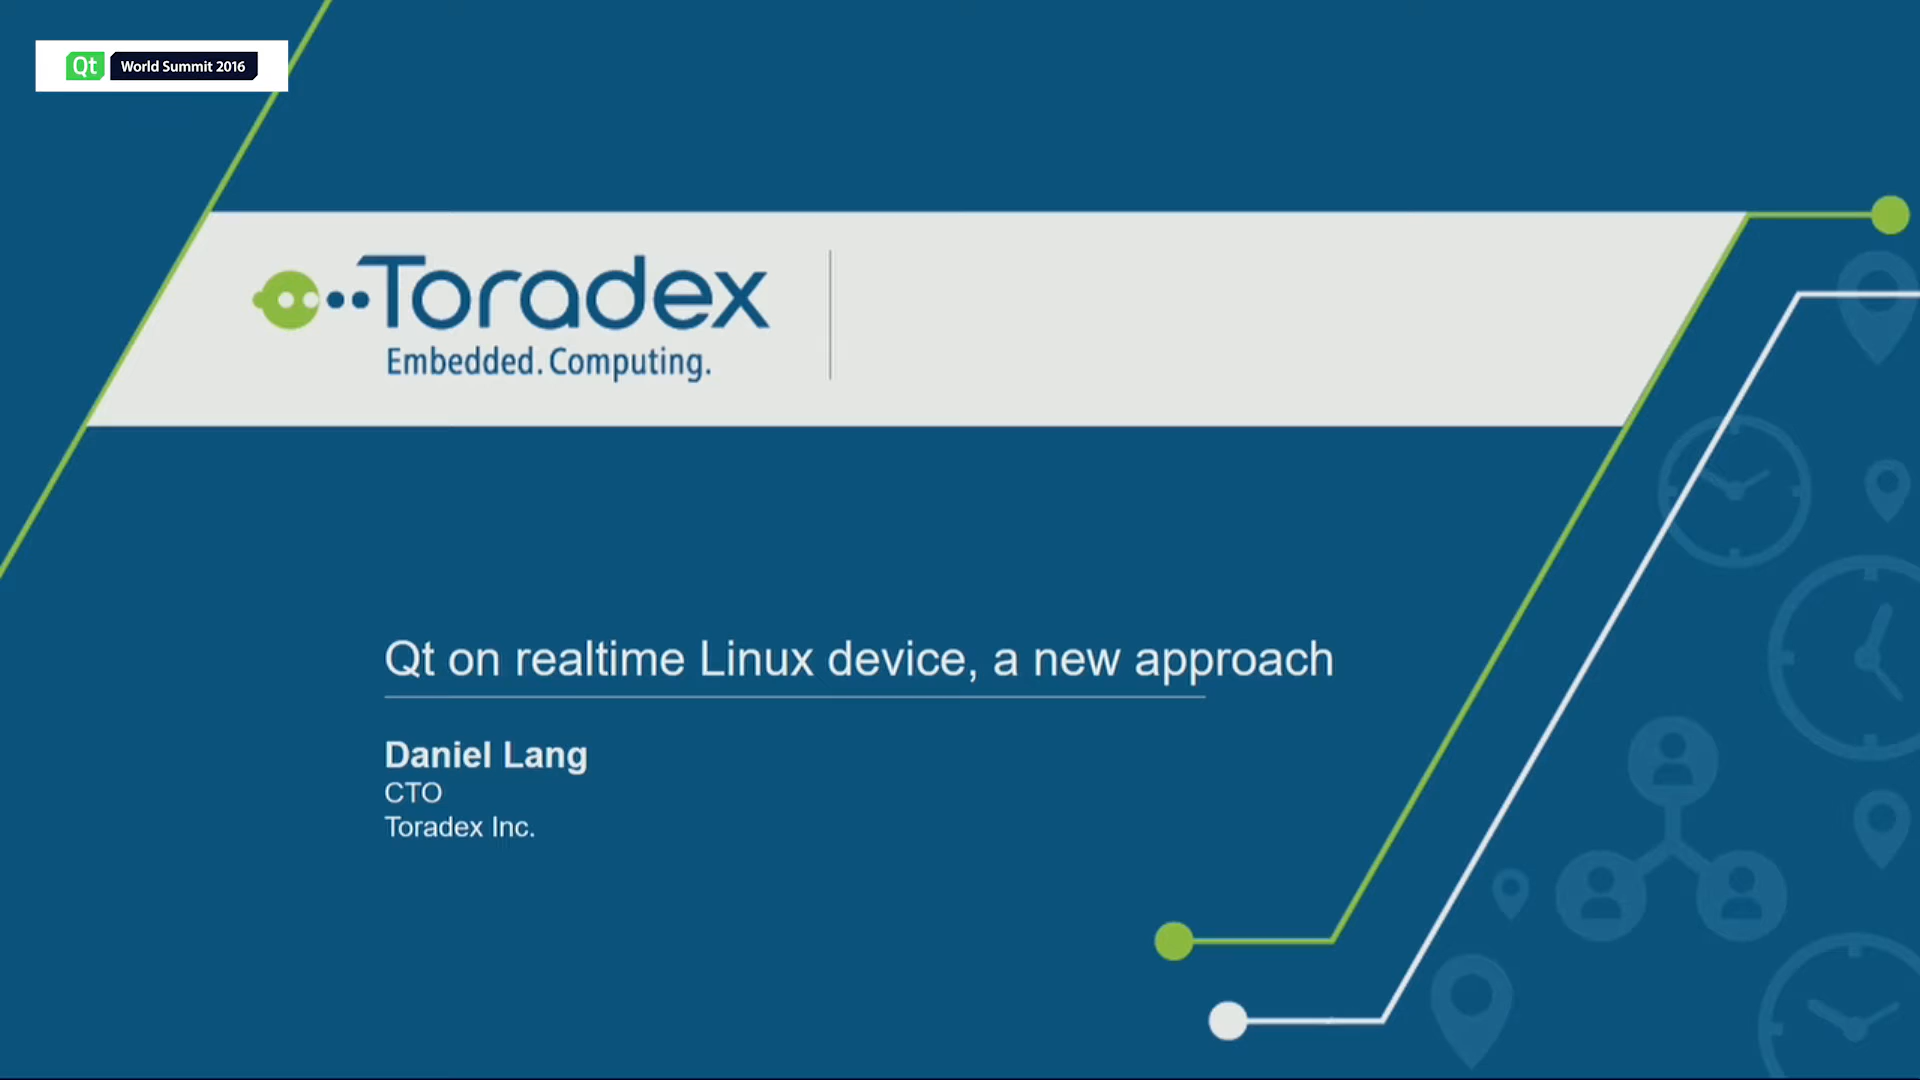 Qt World Summit 2016
Toradex
Embedded. Computing.
Qt on realtime Linux device, a new approach
Daniel Lang
CTO
Toradex Inc.